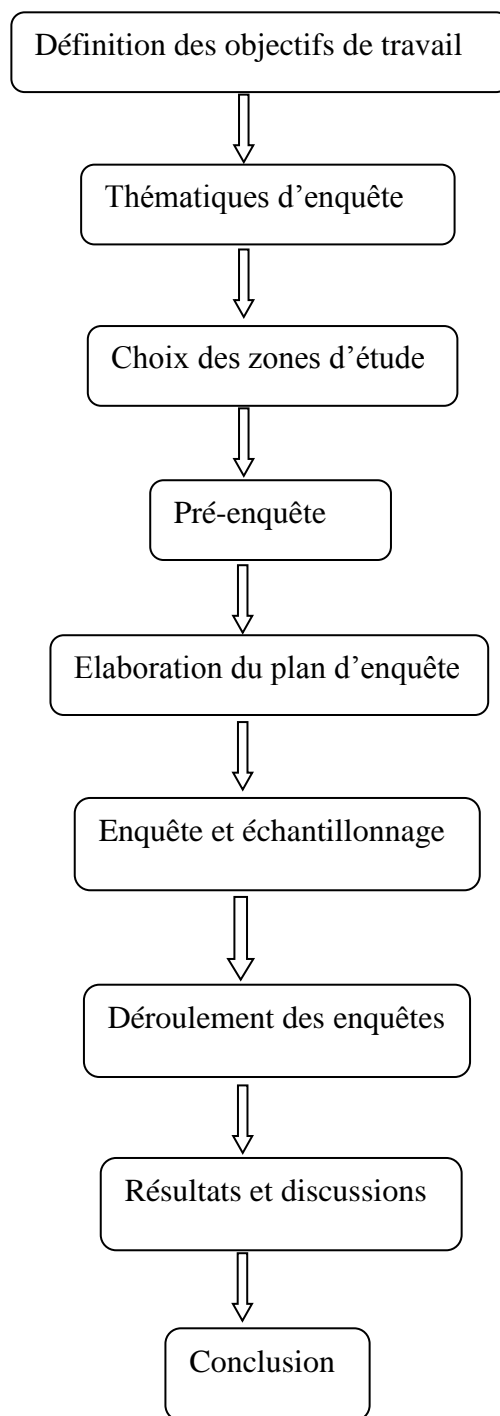 Définition des objectifs de travail
Thématiques d’enquête
Choix des zones d’étude
Pré-enquête
Elaboration du plan d’enquête
Enquête et échantillonnage
Déroulement des enquêtes
Résultats et discussions
Conclusion